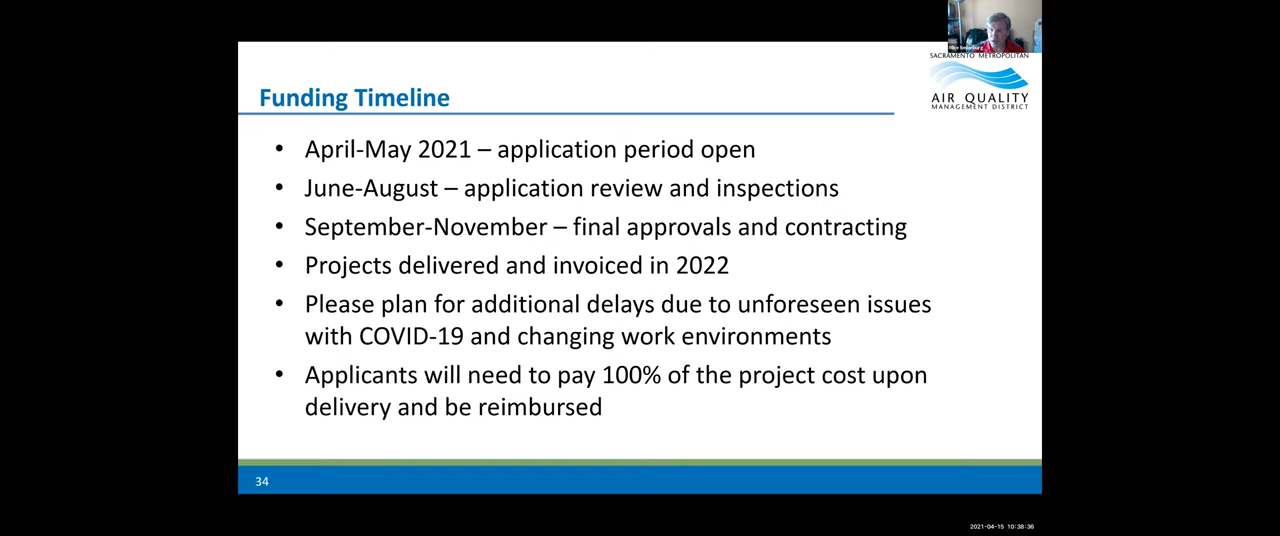 SACRAMENTO METROPOLITAN
AIR QUALITY
MANAGEMENT DISTRICT
Funding Timeline
• April-May 2021 – application period open
• June-August – application review and inspections
• September-November – final approvals and contracting
• Projects delivered and invoiced in 2022
• Please plan for additional delays due to unforeseen issues
with COVID-19 and changing work environments
• Applicants will need to pay 100% of the project cost upon
delivery and be reimbursed
34
2021-04-15 10:38:36